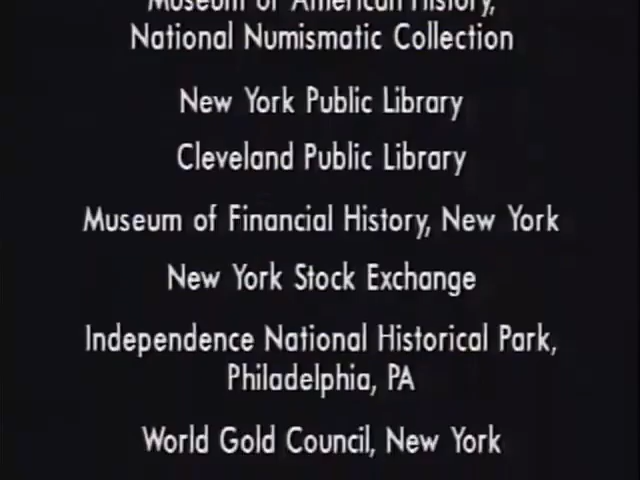 Museum of American History,
National Numismatic Collection
New York Public Library
Cleveland Public Library
Museum of Financial History, New York
New York Stock Exchange
Independence National Historical Park,
Philadelphia, PA
World Gold Council, New York